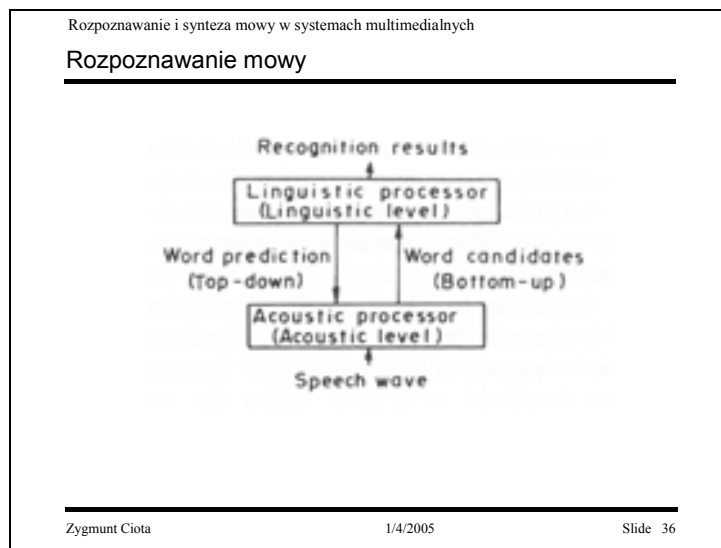 Rozpoznawanie i synteza mowy w systemach multimedialnych
Rozpoznawanie mowy
Recognition results
Linguistic processor
(Linguistic level)
Word prediction
(Top-down)
Word candidates
(Bottom-up)
Acoustic processor
(Acoustic level)
Speech wave
Zygmunt Ciota 1/4/2005 Slide 36